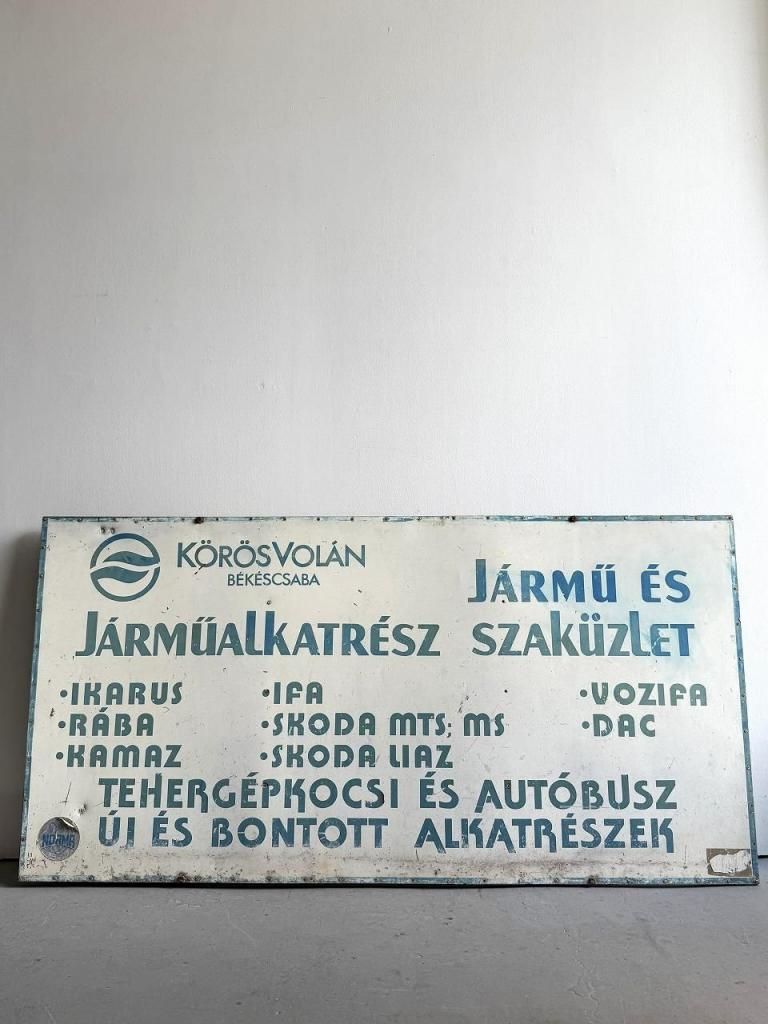 KÖRÖSVOLÁN
BÉKÉSCSABA
JÁRMŰ ÉS
JÁRMŰALKATRÉSZ SZAKÜZLET
•IKARUS •IFA •VOZIFA
•RÁBA •SKODA MTS; MS •DAC
•KAMAZ •SKODA LIAZ
TEHERGÉPKOCSI ÉS AUTÓBUSZ
ÚJ ÉS BONTOTT ALKATRÉSZEK
NORMA